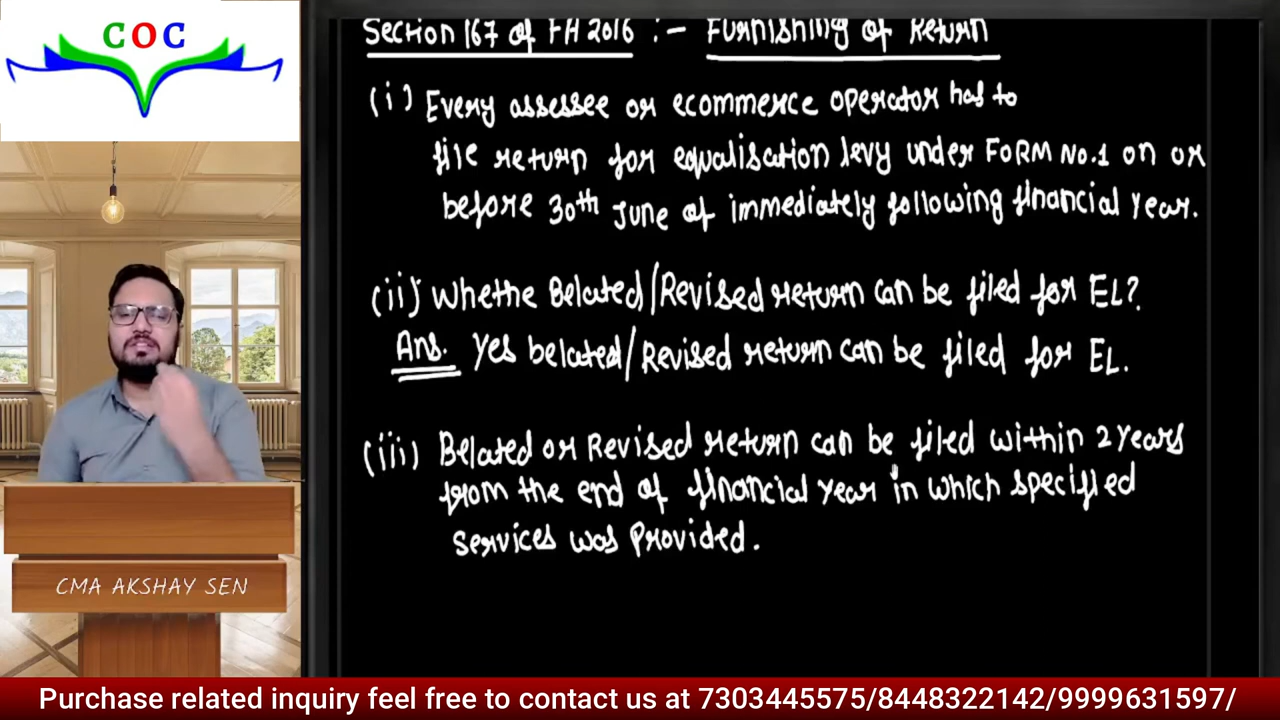 COC
Section 167 of FA 2016 :- Furnishing of Return
(i) Every assessee or ecommerce operator has to
file return for equalisation levy under FORM No.1 on or
before 30th June of immediately following financial year.
(ii) Whethe Belated/Revised return can be filed for EL?
Ans. Yes belated/Revised return can be filed for EL.
(iii) Belated or Revised return can be filed within 2 years
from the end of financial year in which specified
services was Provided.
CMA AKSHAY SEN
Purchase related inquiry feel free to contact us at 7303445575/8448322142/9999631597/